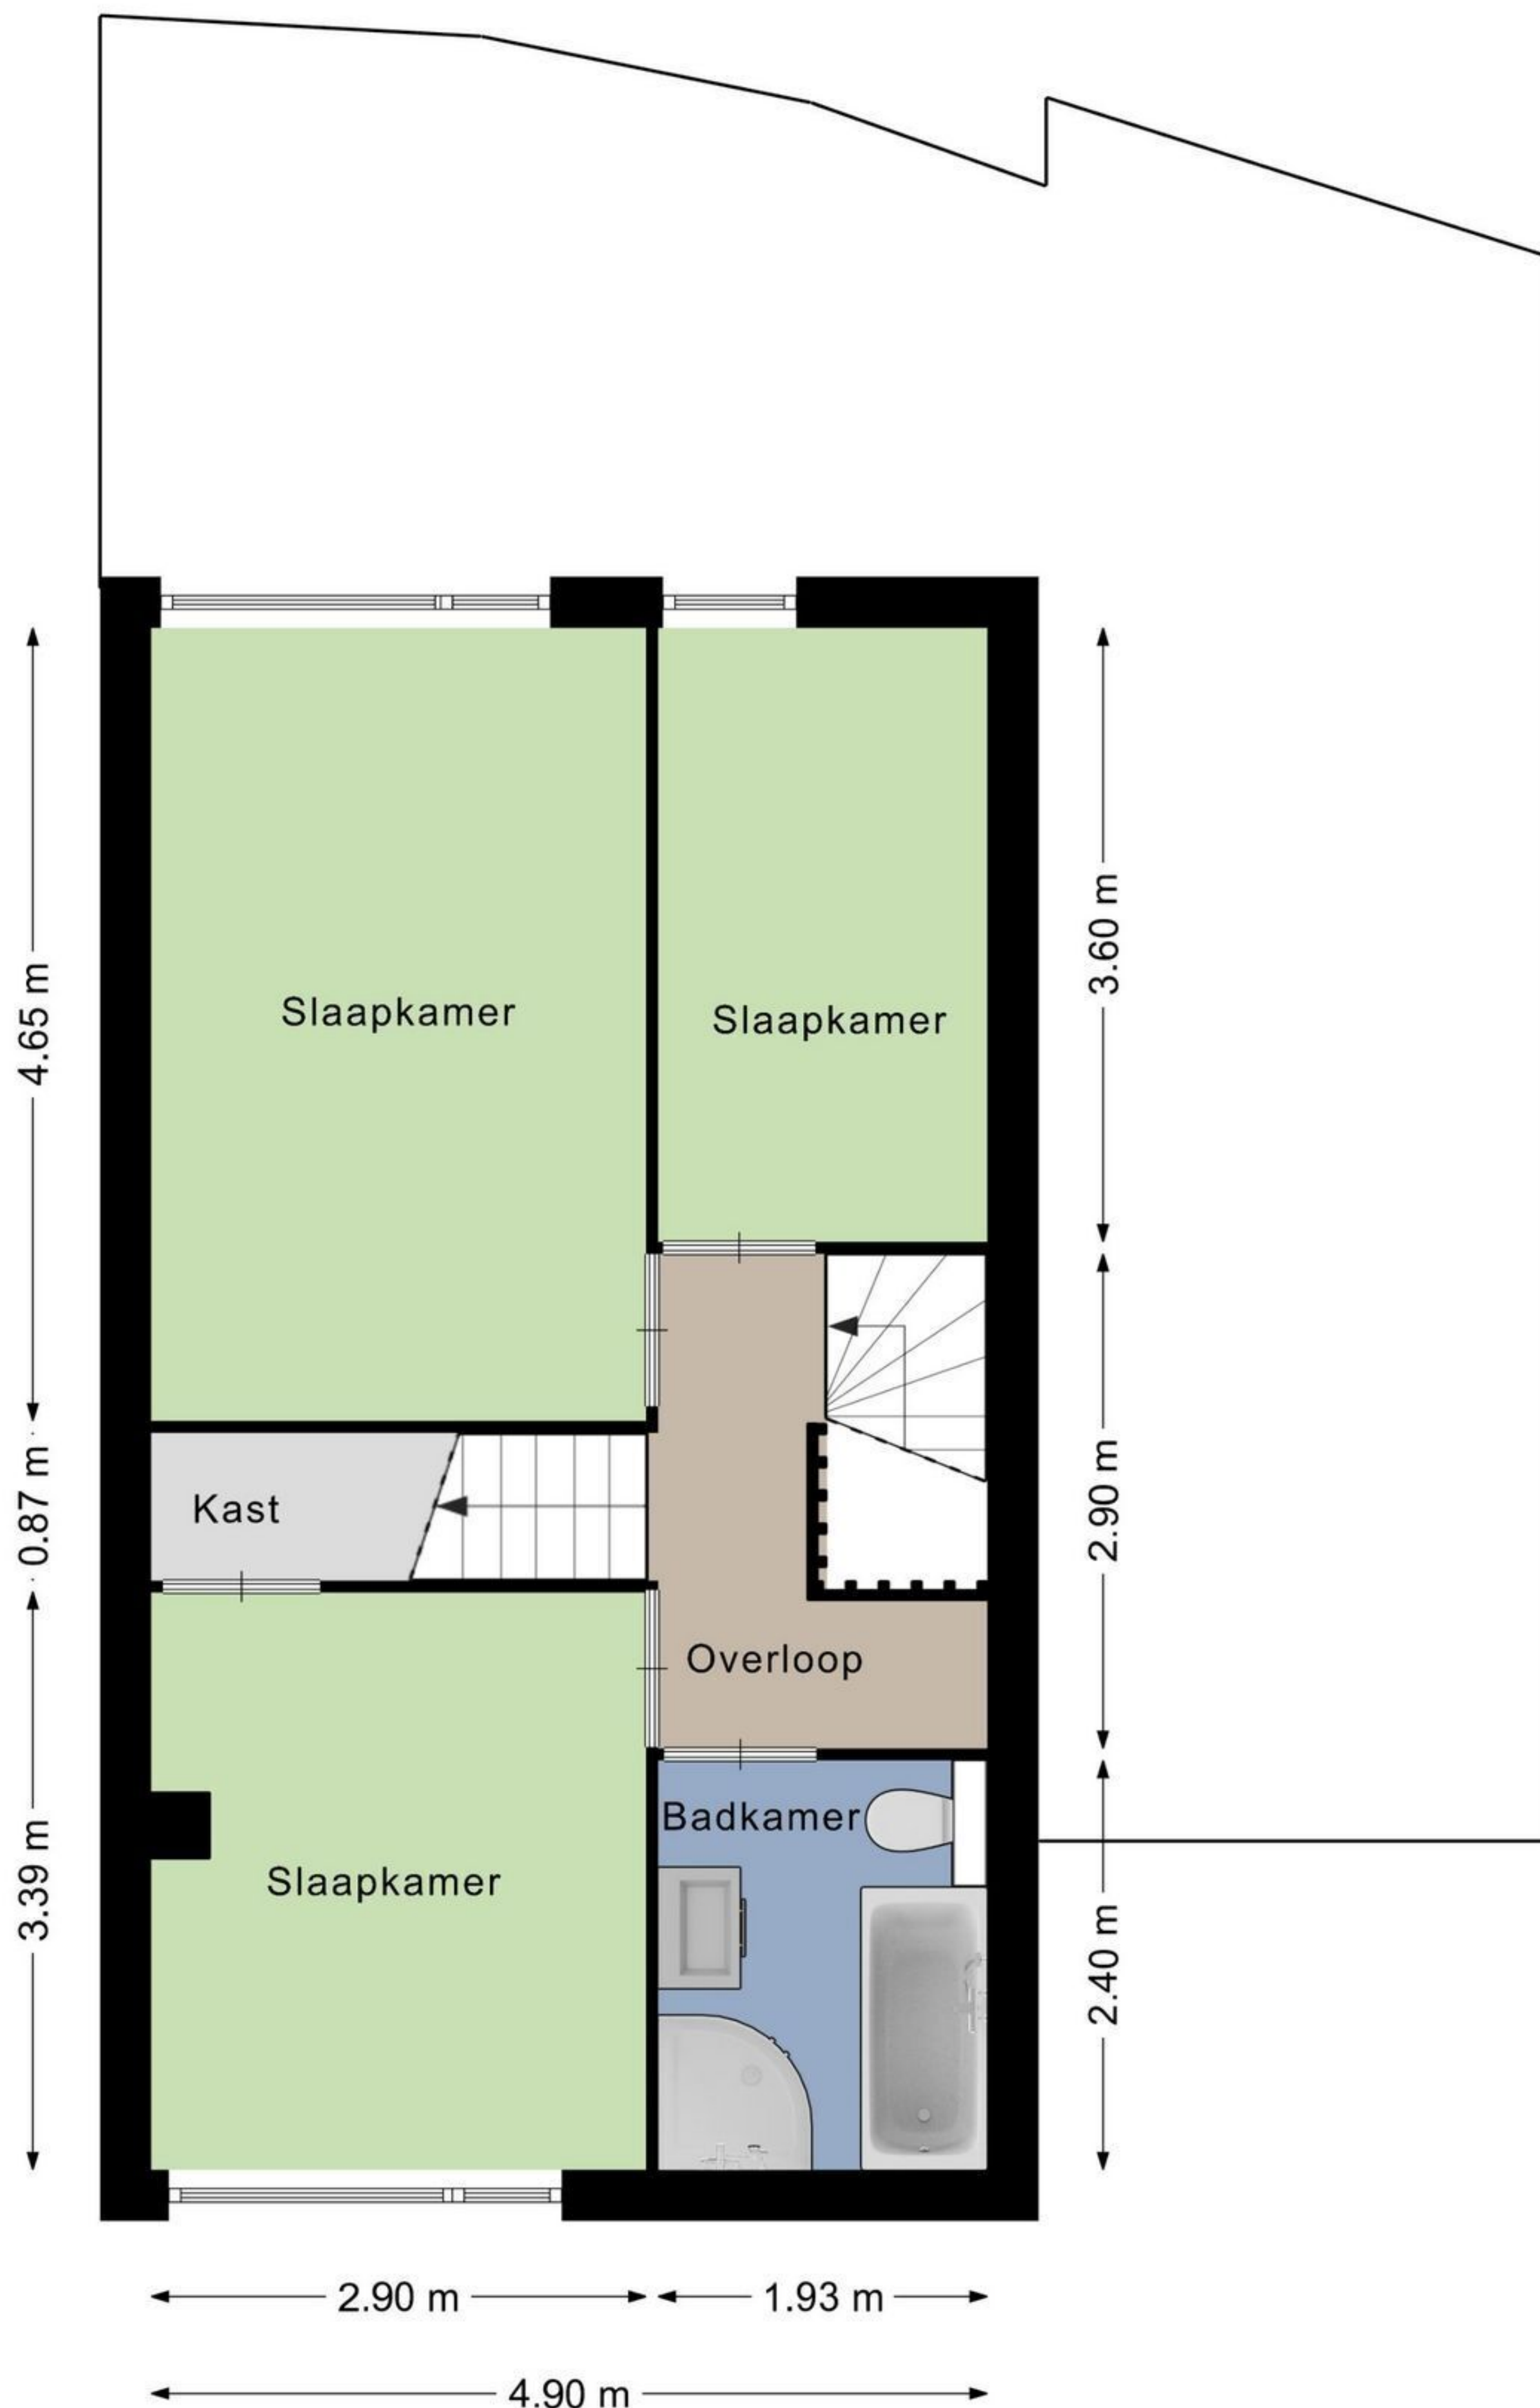 3.60 m
4.65 m
Slaapkamer
Slaapkamer
2.90 m
0.87 m
Kast
Overloop
Badkamer
3.39 m
Slaapkamer
2.40 m
2.90 m
1.93 m
4.90 m